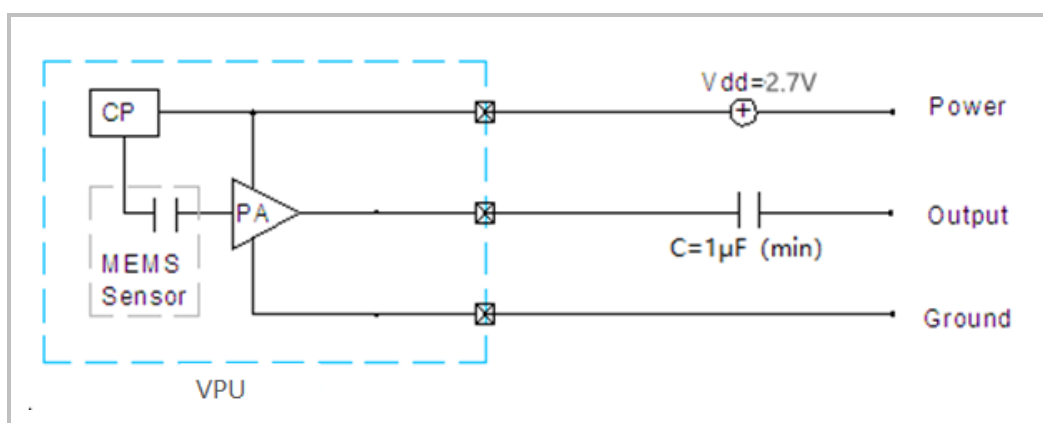 Vdd=2.7V
CP
Power
PA
Output
C=1µF (min)
MEMS
Sensor
Ground
VPU
.